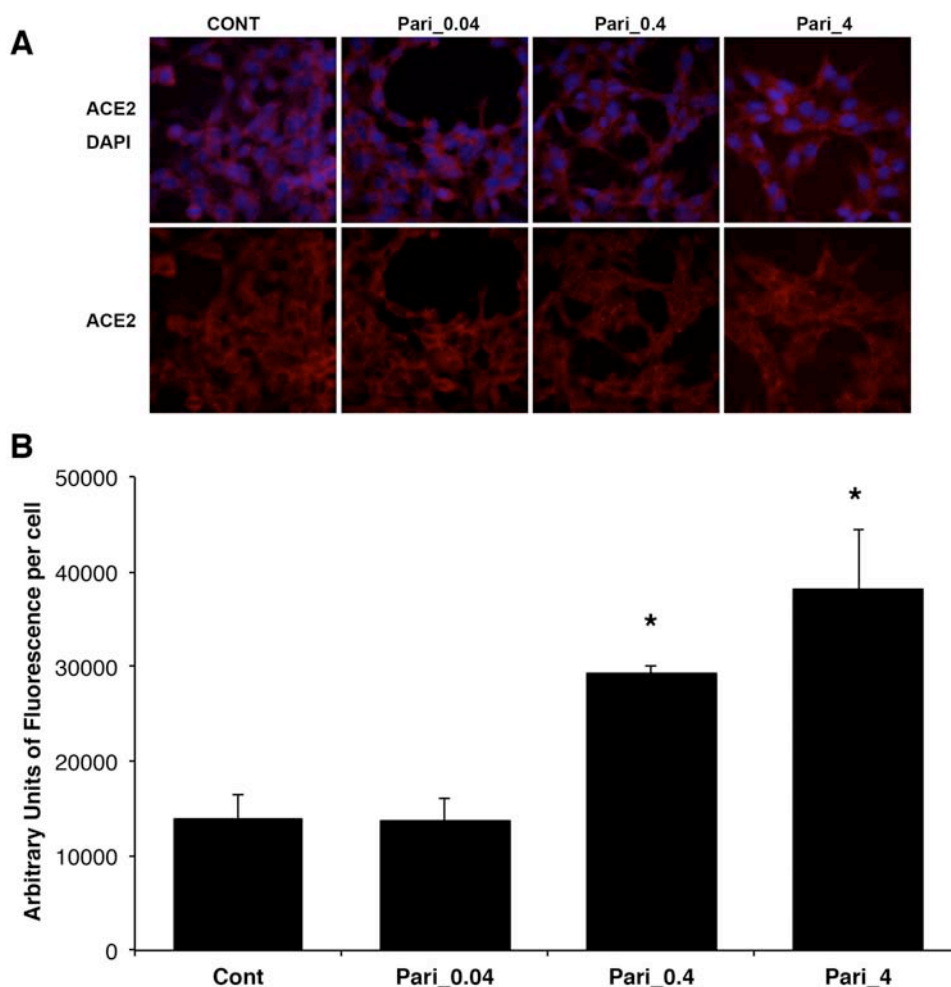 A
CONT Pari_0.04 Pari_0.4 Pari_4
ACE2
DAPI
ACE2
B
Arbitrary Units of Fluorescence per cell
50000
40000
30000
20000
10000
0
*
*
Cont Pari_0.04 Pari_0.4 Pari_4